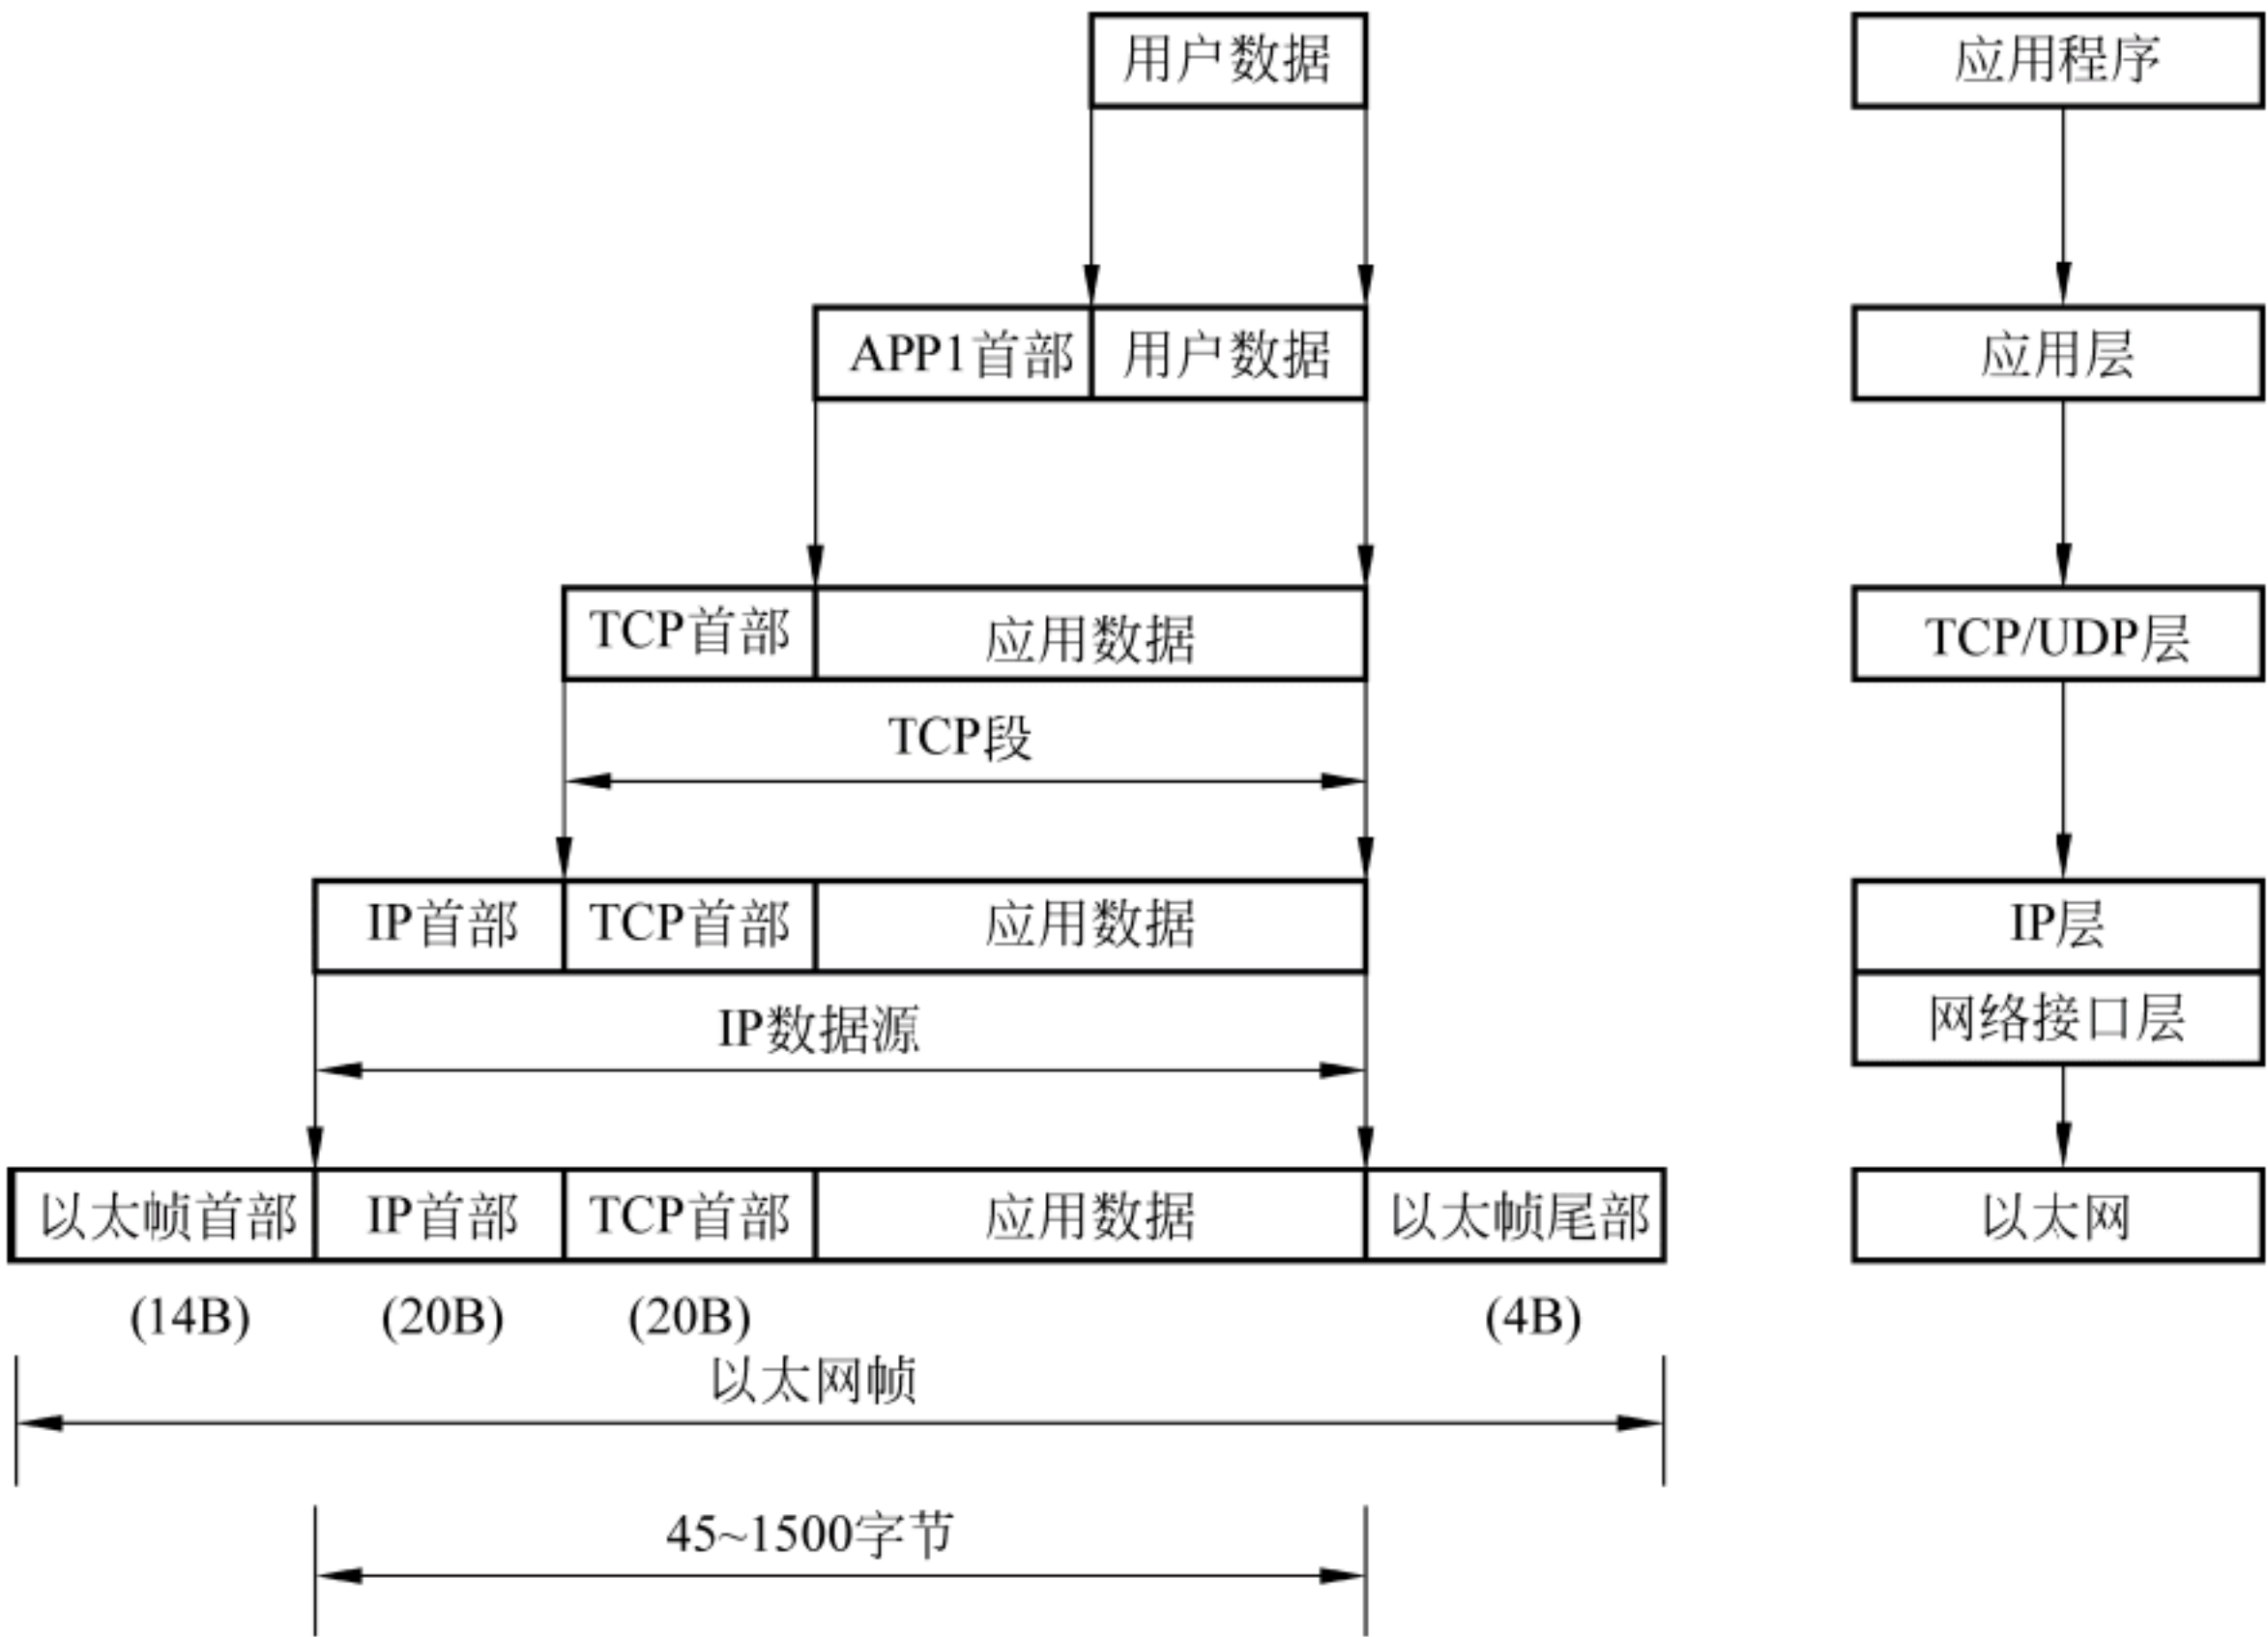 用户数据 应用程序
APP1首部 用户数据 应用层
TCP首部 应用数据 TCP/UDP层
TCP段
IP首部 TCP首部 应用数据 IP层
网络接口层
IP数据源
以太帧首部 IP首部 TCP首部 应用数据 以太帧尾部 以太网
(14B) (20B) (20B) (4B)
以太网帧
45~1500字节